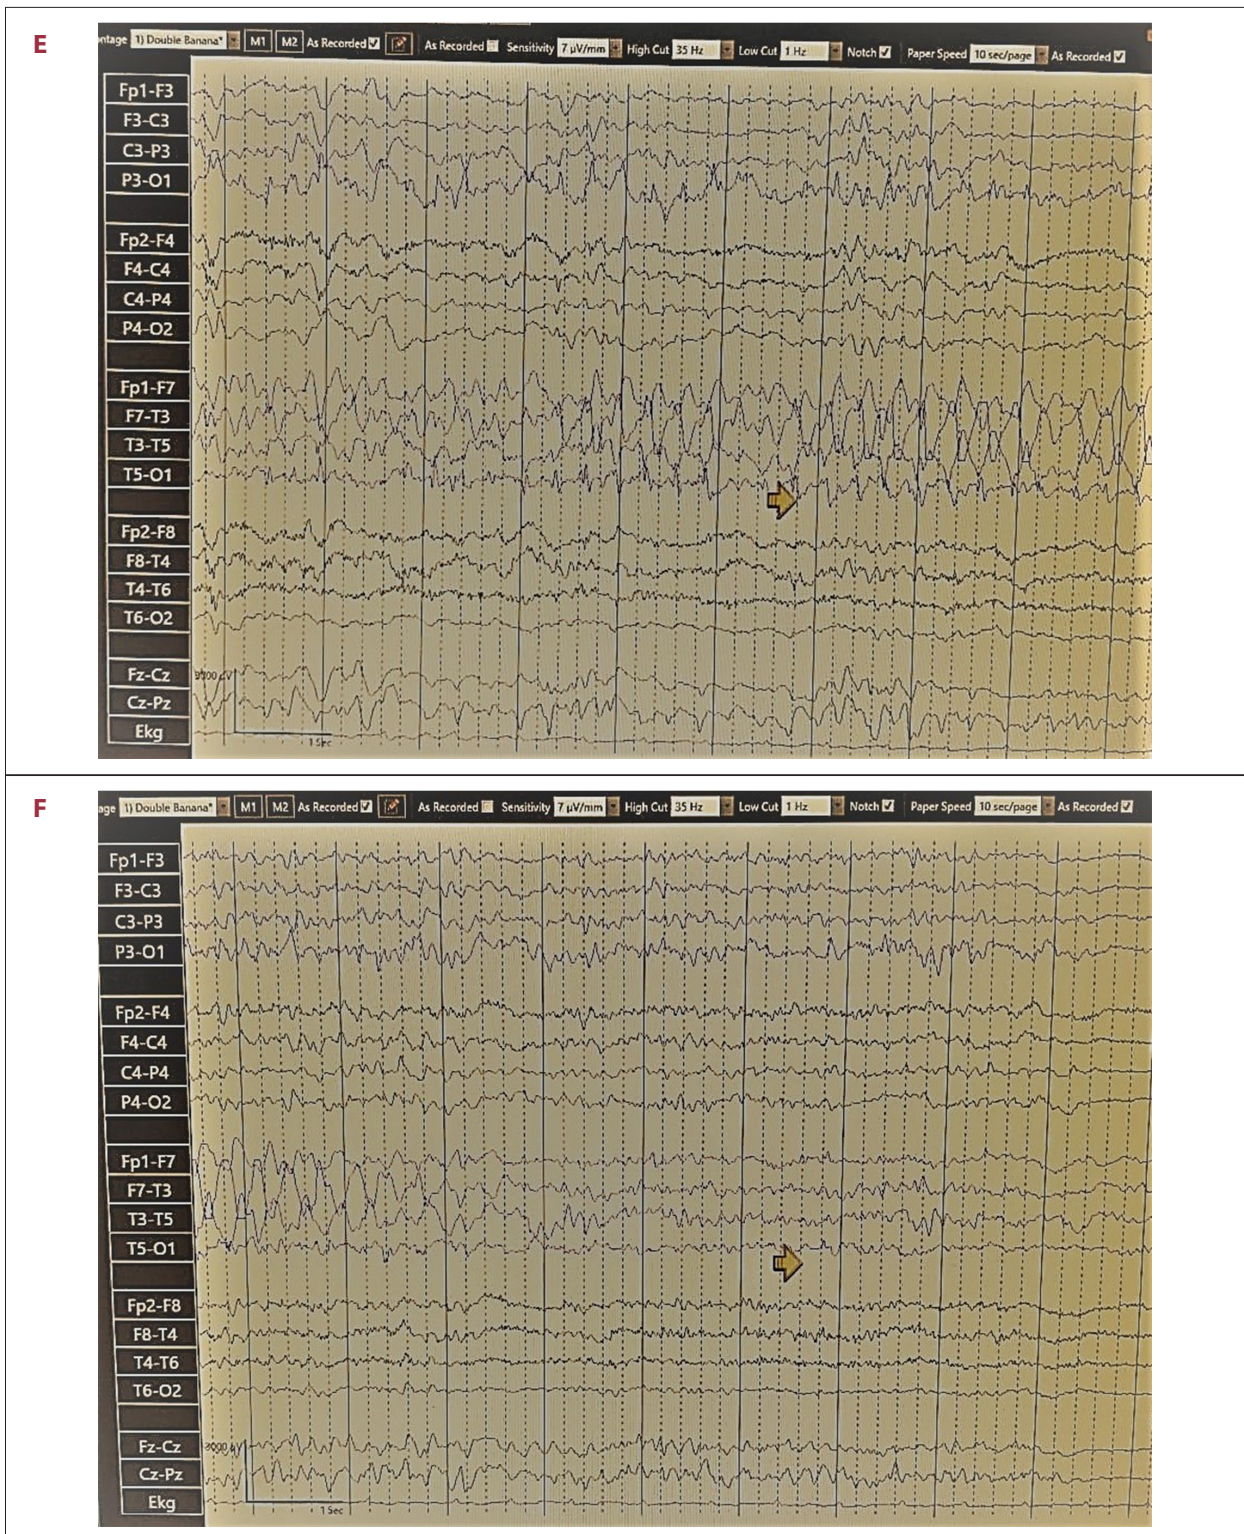 E
ntage 1) Double Banana* M1 M2 As Recorded As Recorded Sensitivity 7 µV/mm High Cut 35 Hz Low Cut 1 Hz Notch Paper Speed 10 sec/page As Recorded
Fp1-F3
F3-C3
C3-P3
P3-O1
Fp2-F4
F4-C4
C4-P4
P4-O2
Fp1-F7
F7-T3
T3-T5
T5-O1
Fp2-F8
F8-T4
T4-T6
T6-O2
Fz-Cz
Cz-Pz
Ekg
1 Sec
F
age 1) Double Banana* M1 M2 As Recorded As Recorded Sensitivity 7 µV/mm High Cut 35 Hz Low Cut 1 Hz Notch Paper Speed 10 sec/page As Recorded
Fp1-F3
F3-C3
C3-P3
P3-O1
Fp2-F4
F4-C4
C4-P4
P4-O2
Fp1-F7
F7-T3
T3-T5
T5-O1
Fp2-F8
F8-T4
T4-T6
T6-O2
Fz-Cz
Cz-Pz
Ekg
1 Sec